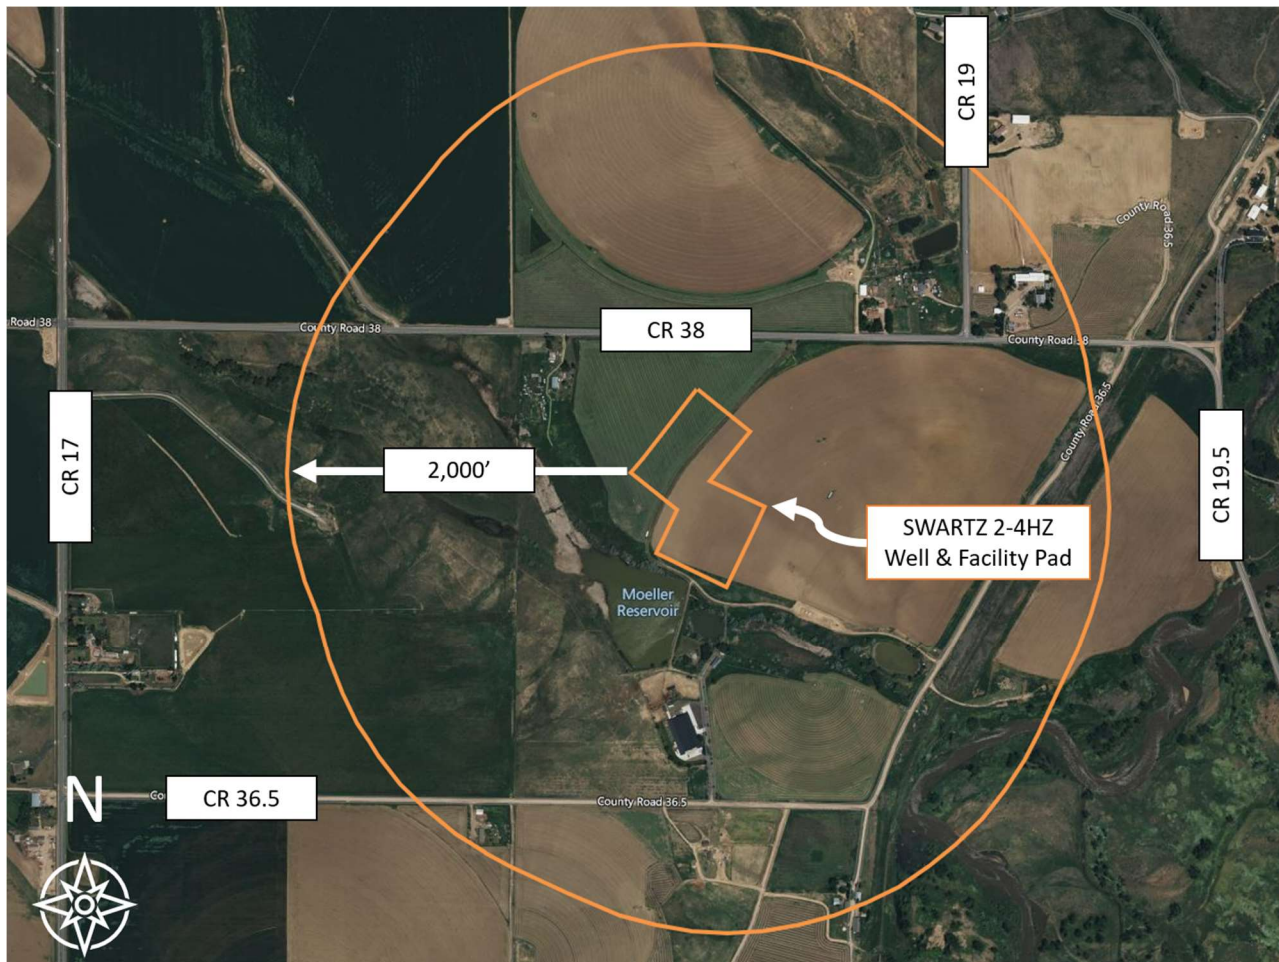 CR 19
County Road 36.5
Road 38
County Road 38
CR 38
County Road 38
County Road 36.5
CR 17
2,000’
CR 19.5
SWARTZ 2-4HZ
Well & Facility Pad
Moeller
Reservoir
N
Co
CR 36.5
County Road 36.5